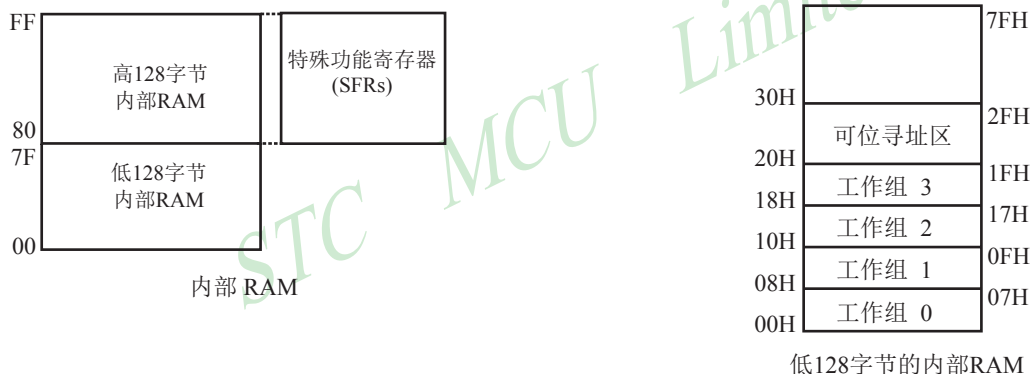 FF
高128字节
内部RAM
特殊功能寄存器
(SFRs)
80
7F
低128字节
内部RAM
00
内部 RAM
STC MCU Limi
7FH
30H
2FH
可位寻址区
20H
1FH
工作组 3
18H
17H
工作组 2
10H
0FH
工作组 1
08H
07H
工作组 0
00H
低128字节的内部RAM